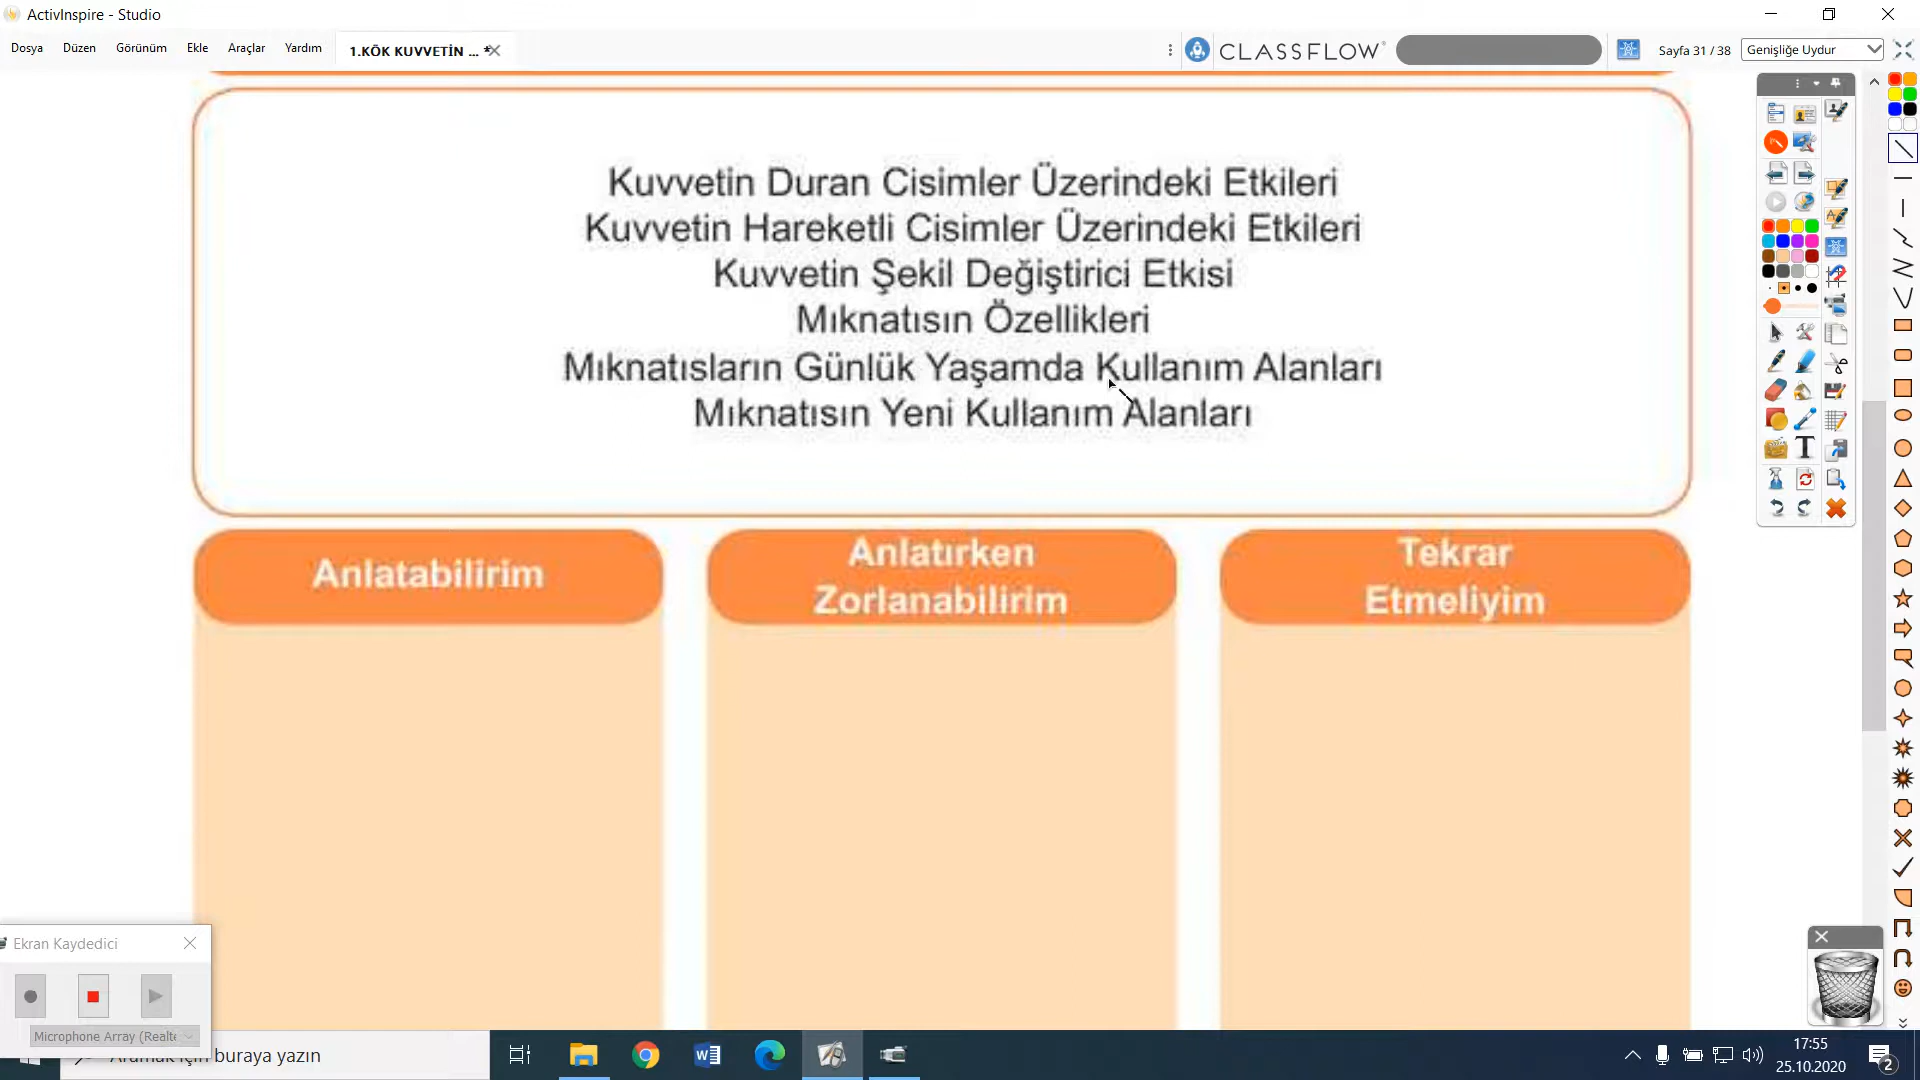 ActivInspire - Studio
Dosya Düzen Görünüm Ekle Araçlar Yardım 1.KÖK KUVVETİN ... * CLASSFLOW Sayfa 31 / 38 Genişliğe Uydur
Kuvvetin Duran Cisimler Üzerindeki Etkileri
Kuvvetin Hareketli Cisimler Üzerindeki Etkileri
Kuvvetin Şekil Değiştirici Etkisi
Mıknatısın Özellikleri
Mıknatısların Günlük Yaşamda Kullanım Alanları
Mıknatısın Yeni Kullanım Alanları
Anlatabilirim
Anlatırken
Zorlanabilirim
Tekrar
Etmeliyim
Ekran Kaydedici
Microphone Array (Realte
buraya yazın
17:55
25.10.2020
2